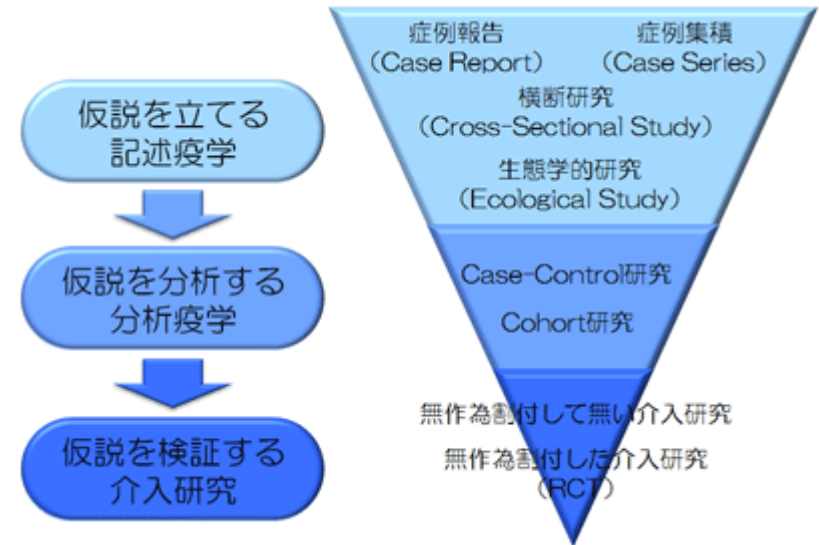 仮説を立てる
記述疫学
仮説を分析する
分析疫学
仮説を検証する
介入研究
症例報告
(Case Report)
症例集積
(Case Series)
横断研究
(Cross-Sectional Study)
生態学的研究
(Ecological Study)
Case-Control研究
Cohort研究
無作為割付して無い介入研究
無作為割付した介入研究
(RCT)